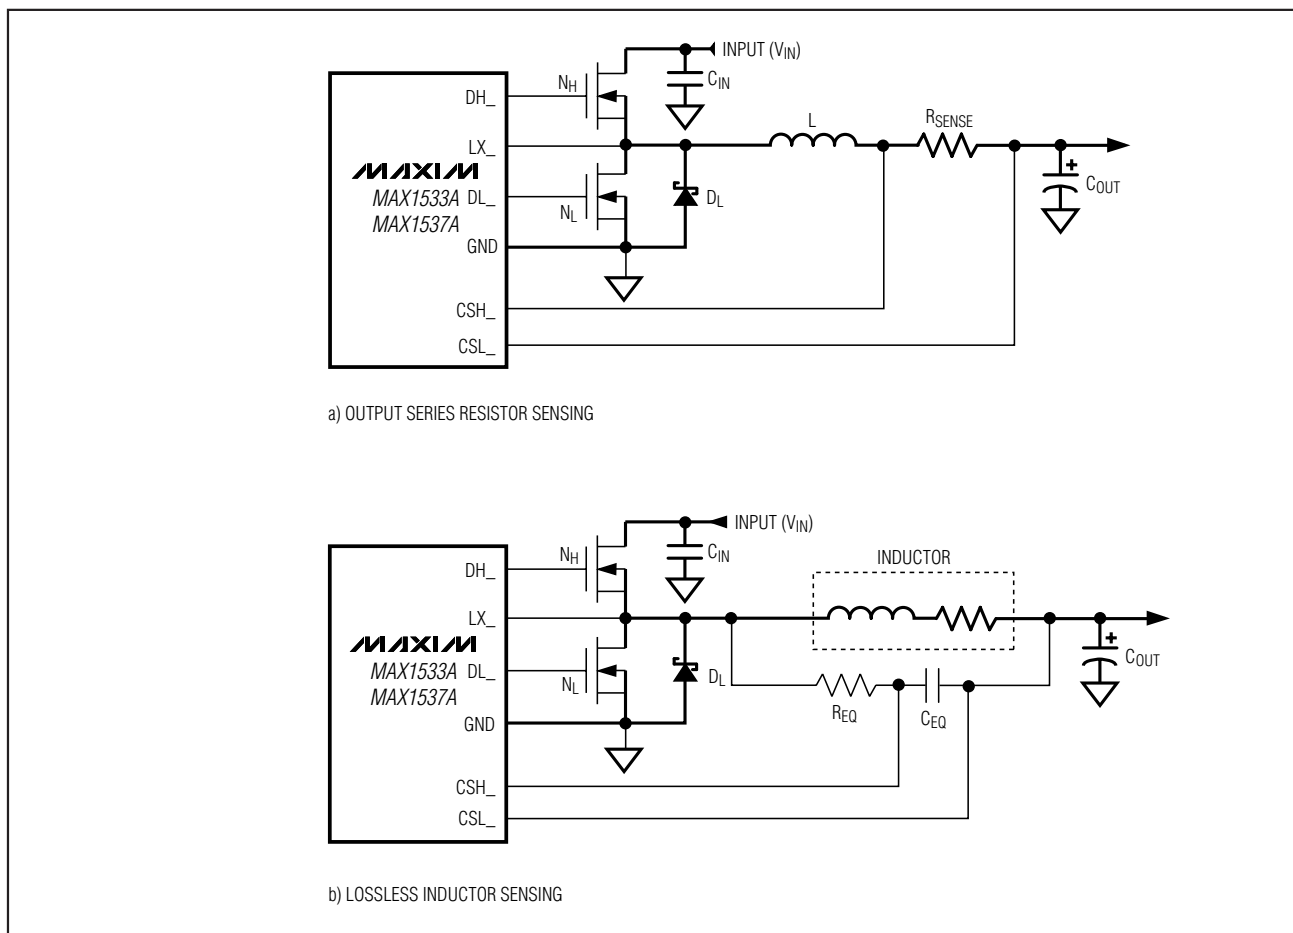 INPUT (VIN)
NH
CIN
DH_
L
RSENSE
LX_
MAXIM
+
MAX1533A
DL_
COUT
MAX1537A
NL
DL
GND
CSH_
CSL_
a) OUTPUT SERIES RESISTOR SENSING
INPUT (VIN)
NH
CIN
INDUCTOR
DH_
LX_
MAXIM
+
MAX1533A
DL_
COUT
MAX1537A
NL
DL
REQ
CEQ
GND
CSH_
CSL_
b) LOSSLESS INDUCTOR SENSING